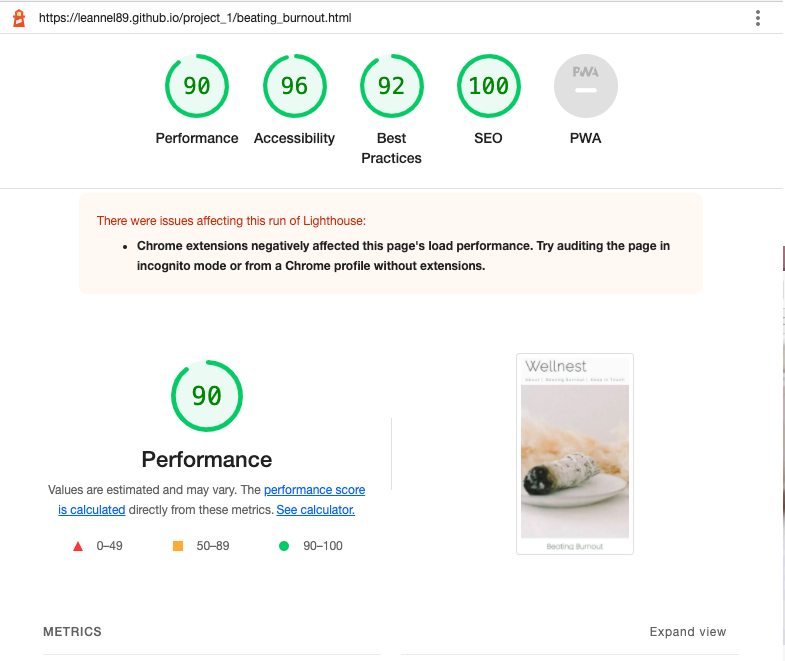 https://leannel89.github.io/project_1/beating_burnout.html
90
96
92
100
PWA
Performance
Accessibility
Best
Practices
SEO
PWA
There were issues affecting this run of Lighthouse:
• Chrome extensions negatively affected this page's load performance. Try auditing the page in
incognito mode or from a Chrome profile without extensions.
90
Performance
Values are estimated and may vary. The performance score
is calculated directly from these metrics. See calculator.
0–49
50–89
90–100
Wellnest
About | Beating Burnout | Keep in Touch
Beating Burnout
METRICS
Expand view